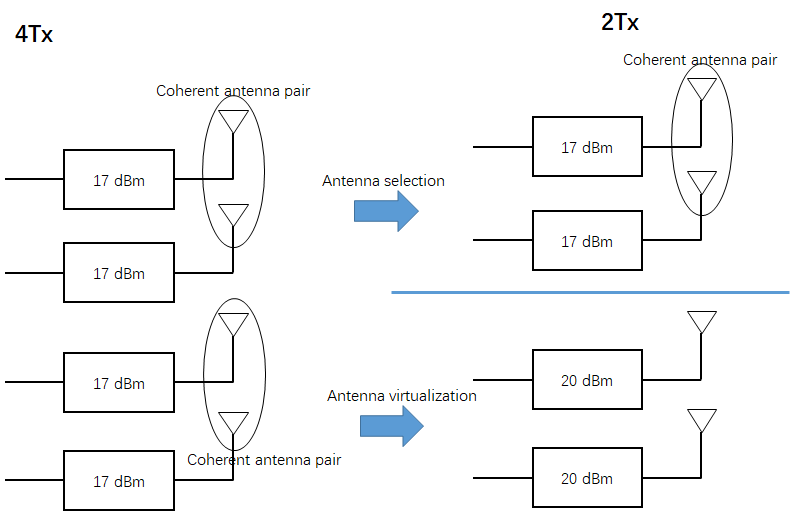 4Tx
2Tx
Coherent antenna pair
Coherent antenna pair
17 dBm
17 dBm
Antenna selection
17 dBm
17 dBm
17 dBm
20 dBm
Antenna virtualization
Coherent antenna pair
17 dBm
20 dBm